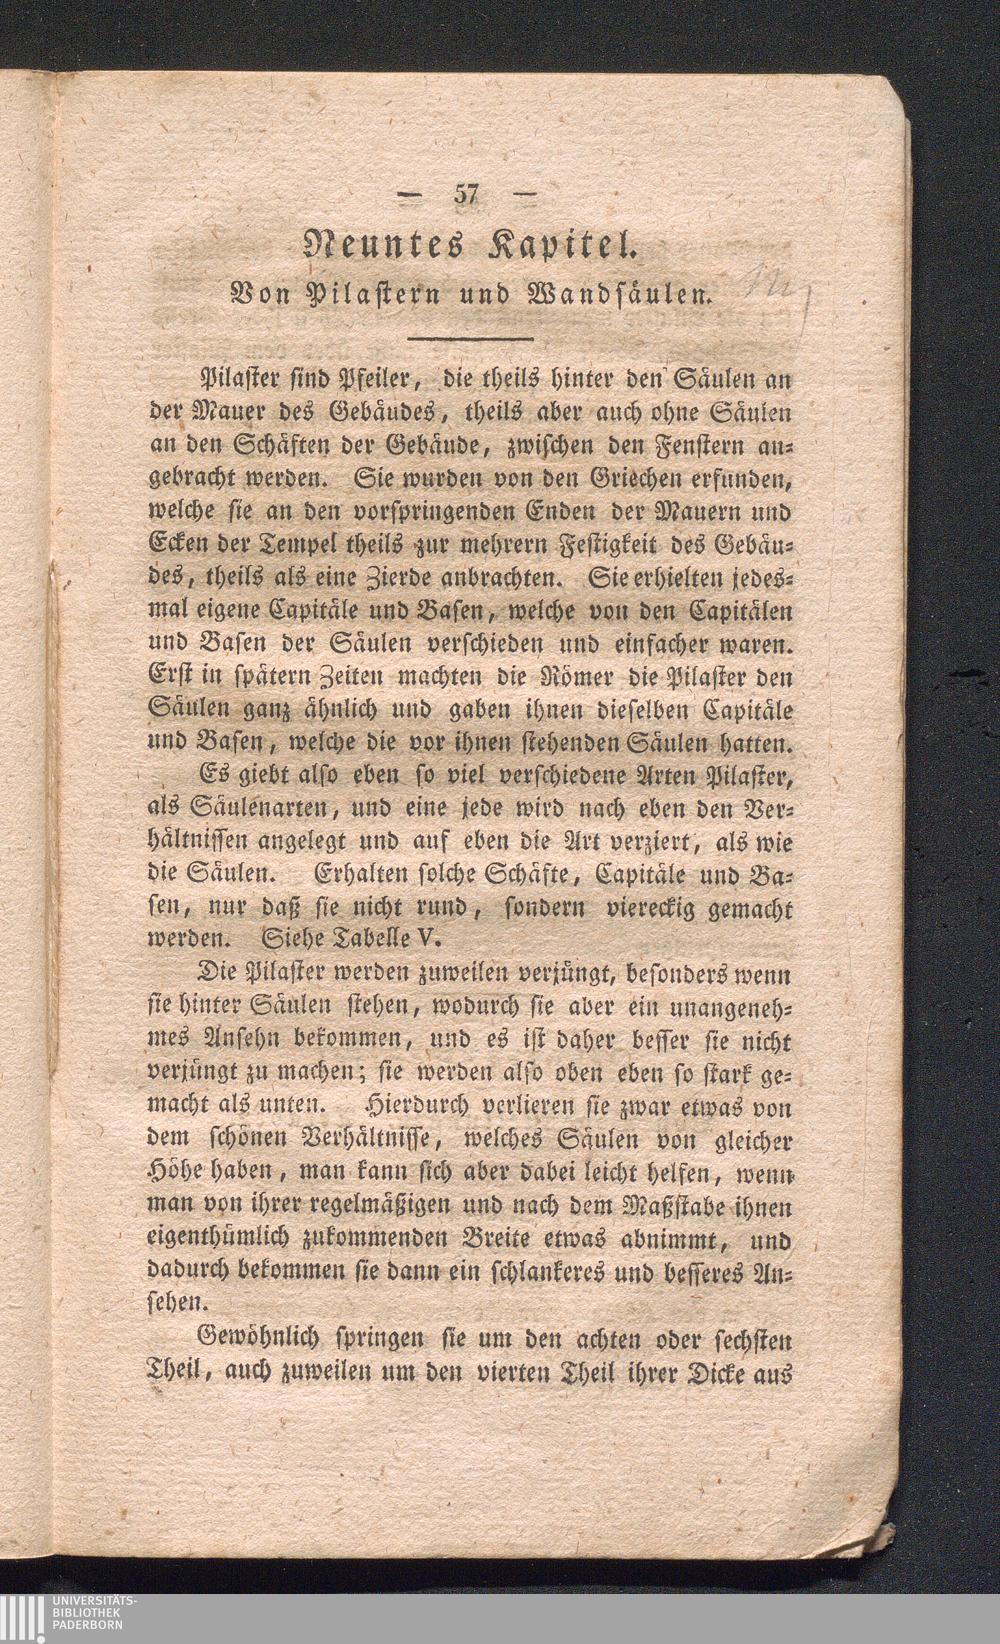 — 57 —
Neuntes Kapitel.
Von Pilastern und Wandsäulen.
Pilaster sind Pfeiler, die theils hinter den Säulen an
der Mauer des Gebäudes, theils aber auch ohne Säulen
an den Schäften der Gebäude, zwischen den Fenstern an-
gebracht werden. Sie wurden von den Griechen erfunden,
welche sie an den vorspringenden Enden der Mauern und
Ecken der Tempel theils zur mehrern Festigkeit des Gebäu-
des, theils als eine Zierde anbrachten. Sie erhielten jedes-
mal eigene Capitäle und Basen, welche von den Capitälen
und Basen der Säulen verschieden und einfacher waren.
Erst in spätern Zeiten machten die Römer die Pilaster den
Säulen ganz ähnlich und gaben ihnen dieselben Capitäle
und Basen, welche die vor ihnen stehenden Säulen hatten.
Es giebt also eben so viel verschiedene Arten Pilaster,
als Säulenarten, und eine jede wird nach eben den Ver-
hältnissen angelegt und auf eben die Art verziert, als wie
die Säulen. Erhalten solche Schäfte, Capitäle und Ba-
sen, nur daß sie nicht rund, sondern viereckig gemacht
werden. Siehe Tabelle V.
Die Pilaster werden zuweilen verjüngt, besonders wenn
sie hinter Säulen stehen, wodurch sie aber ein unangeneh-
mes Ansehn bekommen, und es ist daher besser sie nicht
verjüngt zu machen; sie werden also oben eben so stark ge-
macht als unten. Hierdurch verlieren sie zwar etwas von
dem schönen Verhältnisse, welches Säulen von gleicher
Höhe haben, man kann sich aber dabei leicht helfen, wenn
man von ihrer regelmäßigen und nach dem Maßstabe ihnen
eigenthümlich zukommenden Breite etwas abnimmt, und
dadurch bekommen sie dann ein schlankeres und besseres An-
sehen.
Gewöhnlich springen sie um den achten oder sechsten
Theil, auch zuweilen um den vierten Theil ihrer Dicke aus
UNIVERSITÄTS-
BIBLIOTHEK
PADERBORN